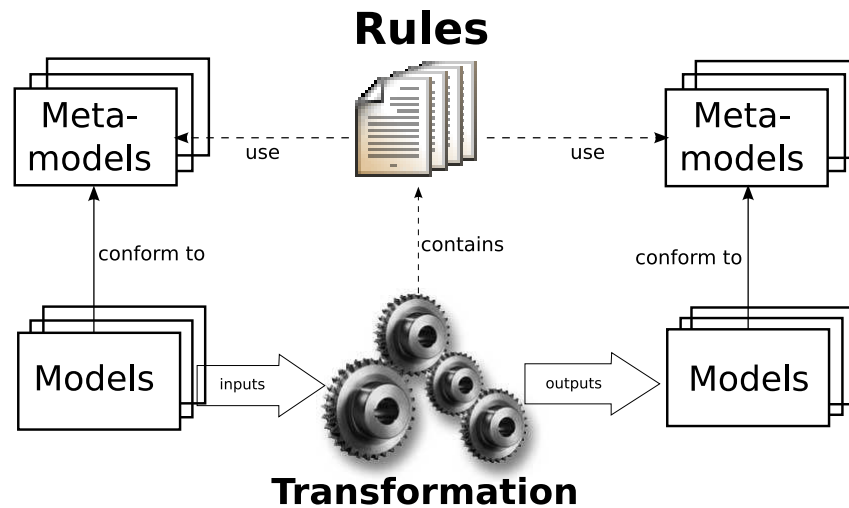 Rules
Meta-
models
use
use
Meta-
models
conform to
contains
conform to
Models
inputs
outputs
Models
Transformation